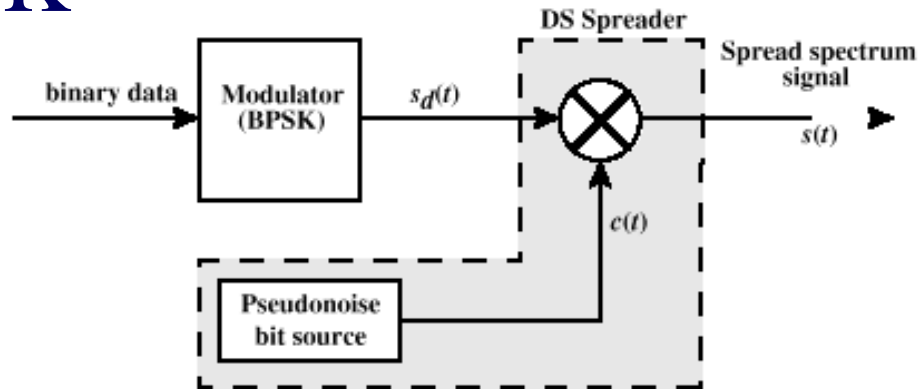 K
DS Spreader
Spread spectrum
signal
binary data
Modulator
(BPSK)
s_d(t)
s(t)
c(t)
Pseudonoise
bit source